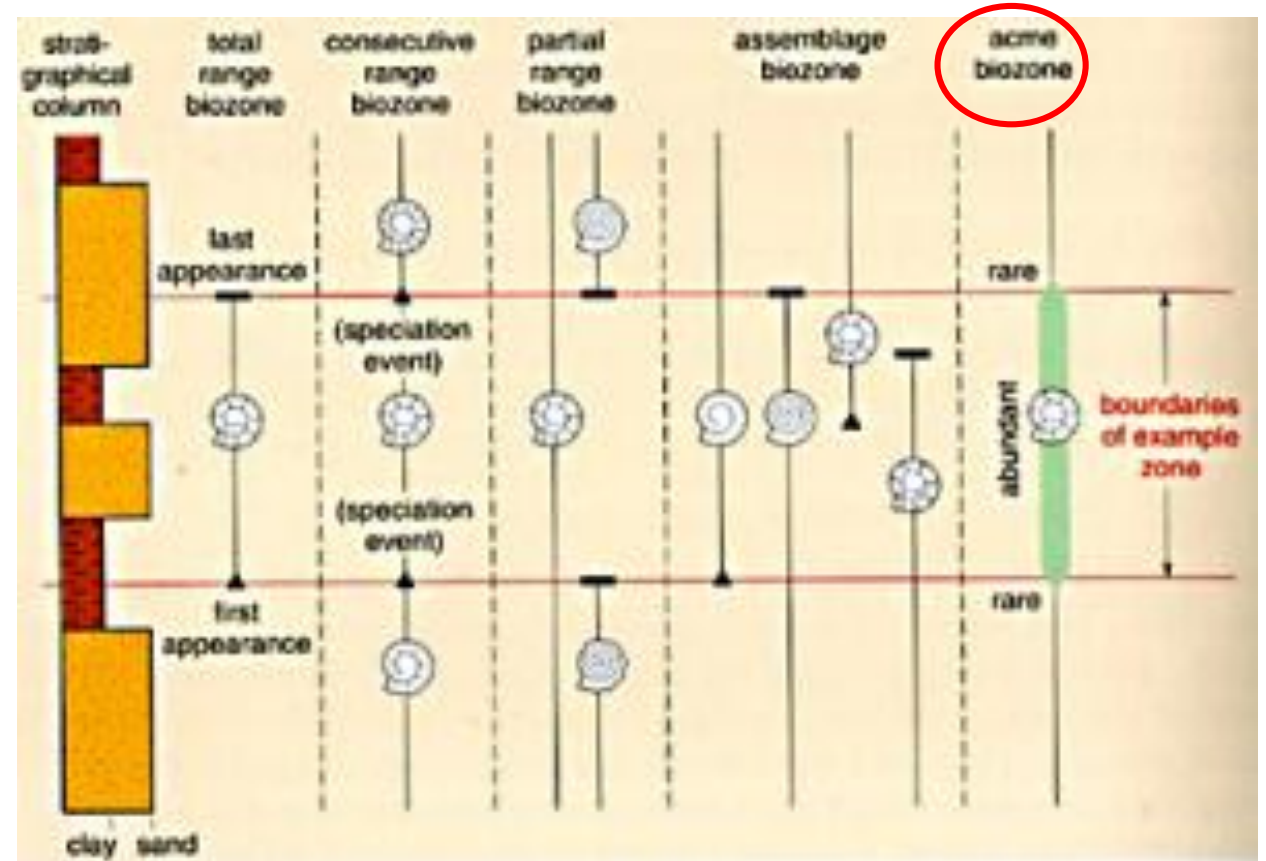 strati-
graphical
column
total
range
biozone
consecutive
range
biozone
partial
range
biozone
assemblage
biozone
acme
biozone
last
appearance
(speciation
event)
(speciation
event)
first
appearance
rare
abundant
boundaries
of example
zone
rare
clay sand